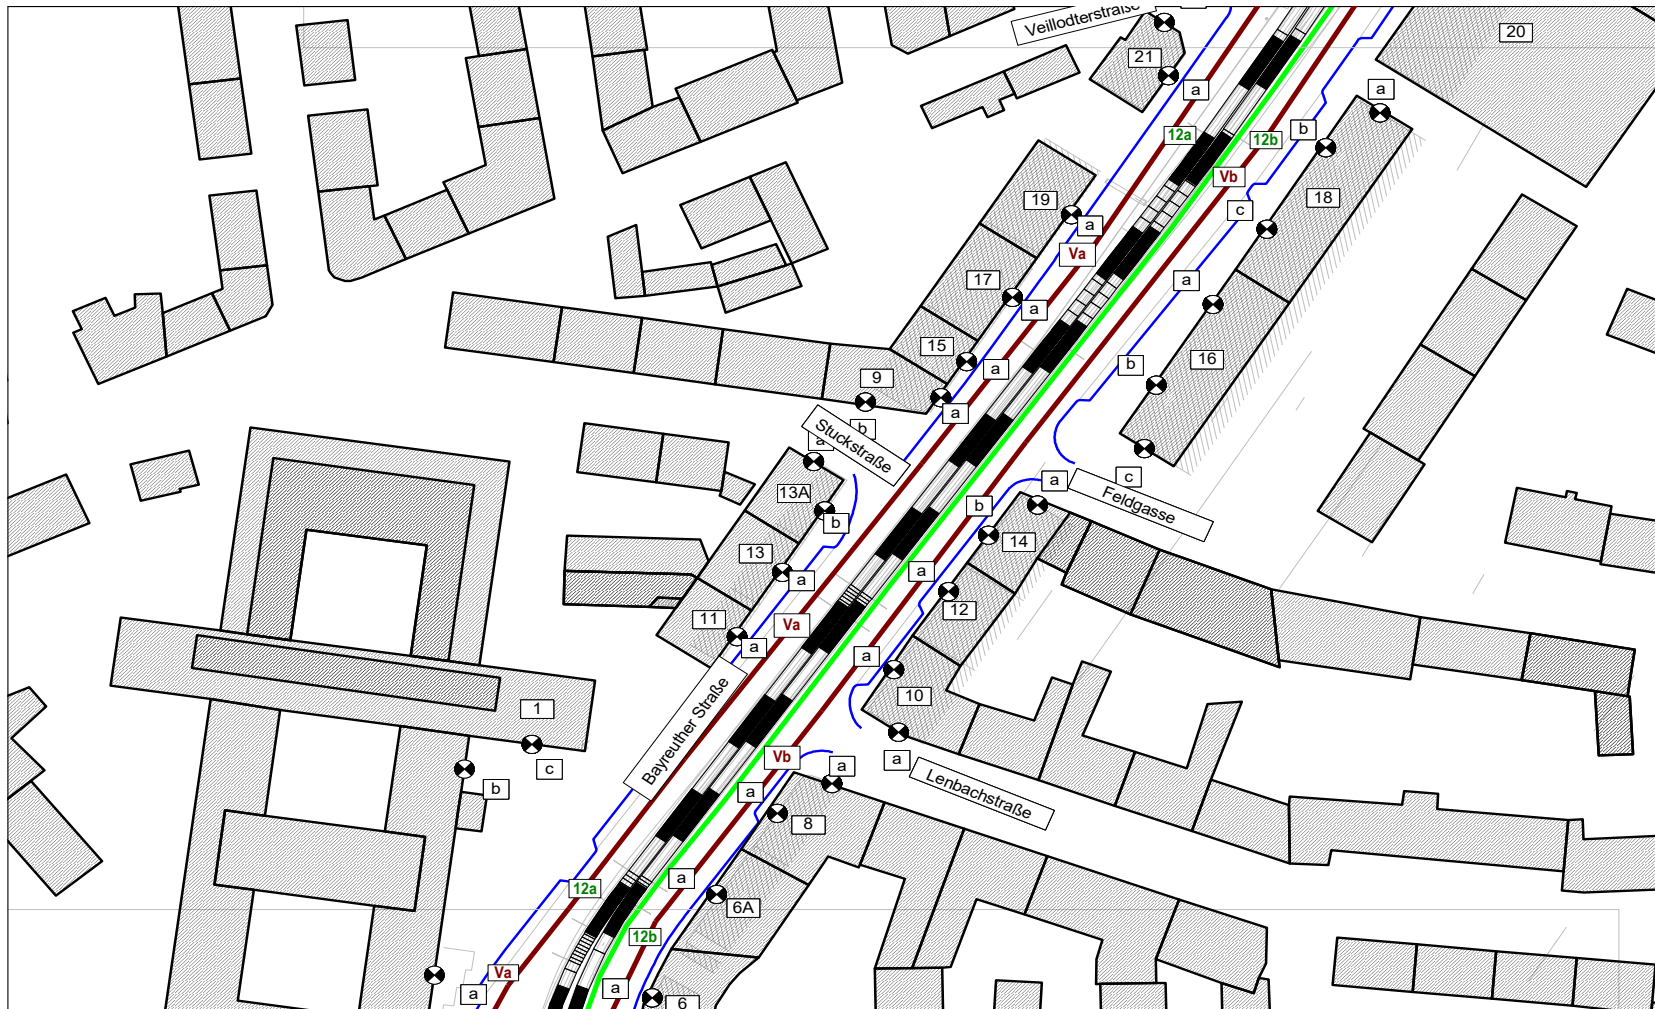 Veillodterstraße
20
21
a
a
12a
12b
b
Vb
18
19
c
a
Va
17
a
a
a
15
16
b
a
9
a
b
Stuckstraße
a
13A
b
a
c
Feldgasse
b
14
13
a
a
12
11
Va
a
a
10
Bayreuther Straße
1
c
b
Vb
a
a
Lenbachstraße
a
8
a
12a
6A
12b
Va
a
a
6